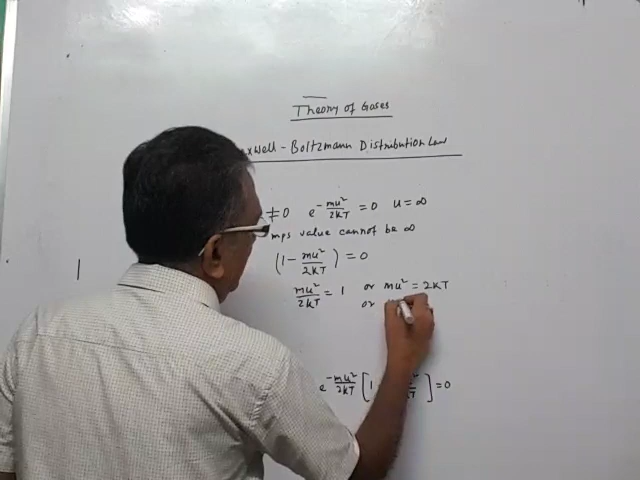 Theory of Gases
Boltzmann Distribution Law
≠ 0 e^{-mu²/2kT} = 0 u = ∞
mps value cannot be ∞
(1 - mu²/2kT) = 0
mu²/2kT = 1 or mu² = 2kT
or
e^{-mu²/2kT} [1 = 0